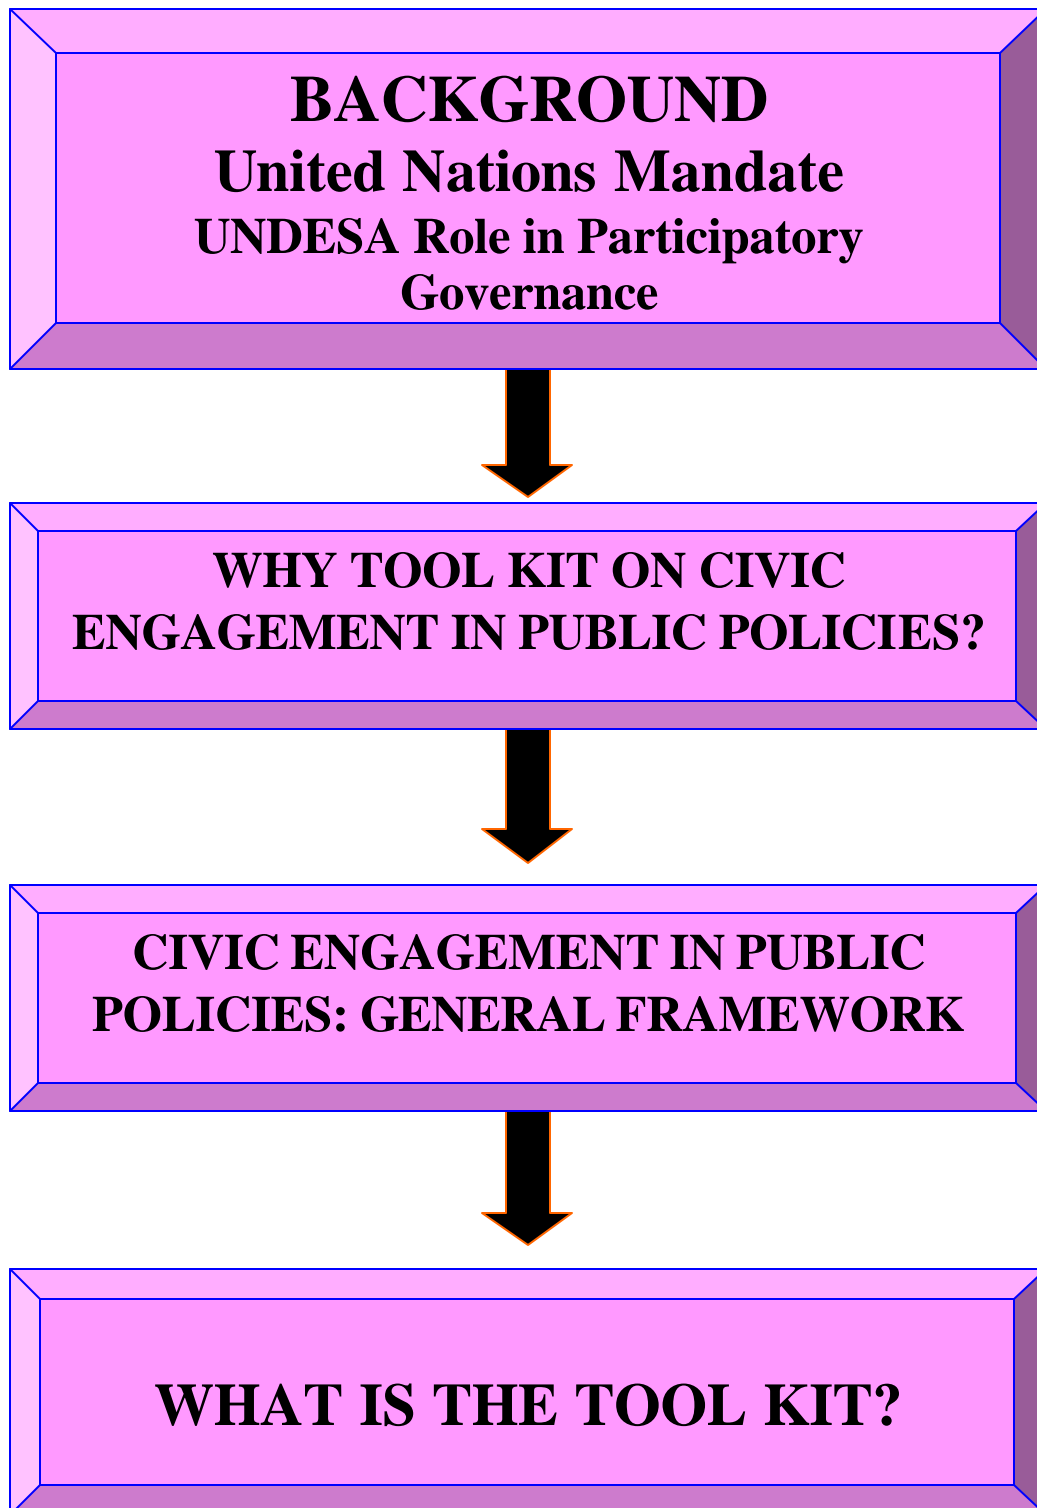 BACKGROUND
United Nations Mandate
UNDESA Role in Participatory
Governance
WHY TOOL KIT ON CIVIC
ENGAGEMENT IN PUBLIC POLICIES?
CIVIC ENGAGEMENT IN PUBLIC
POLICIES: GENERAL FRAMEWORK
WHAT IS THE TOOL KIT?